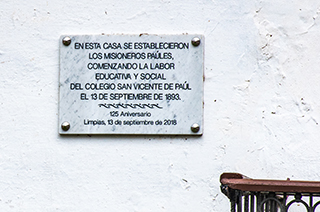 EN ESTA CASA SE ESTABLECIERON
LOS MISIONEROS PAÚLES,
COMENZANDO LA LABOR
EDUCATIVA Y SOCIAL
DEL COLEGIO SAN VICENTE DE PAÚL
EL 13 DE SEPTIEMBRE DE 1893.
125 Aniversario
Limpias, 13 de septiembre de 2018